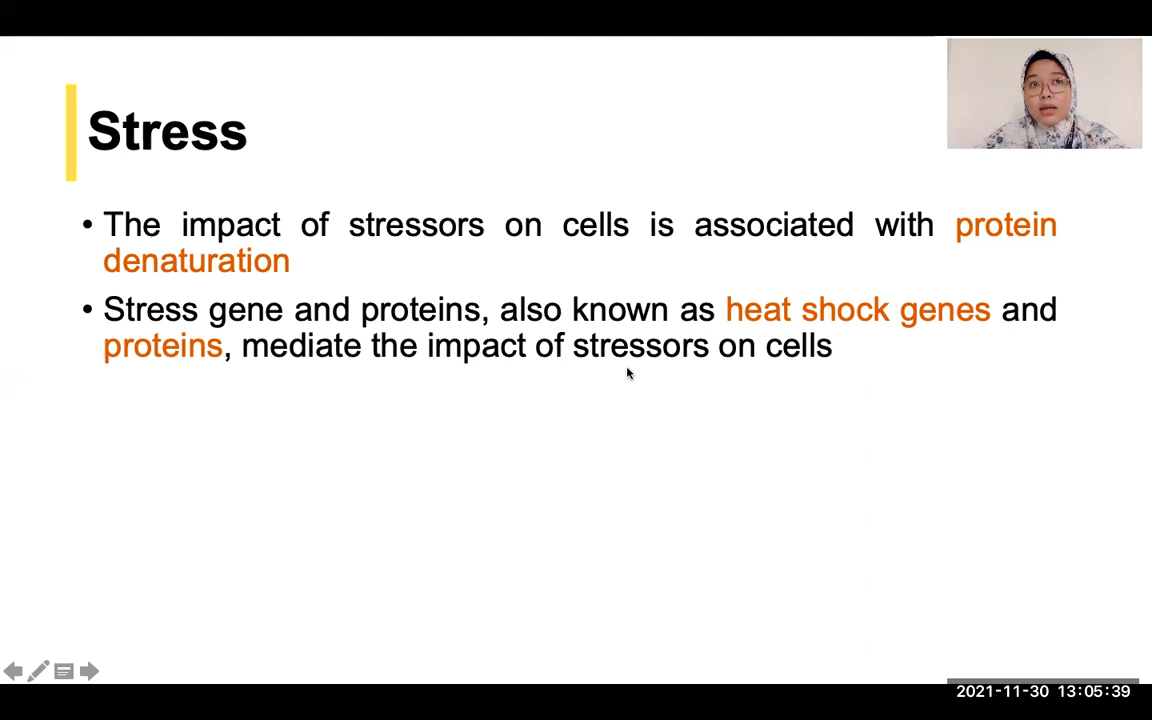 Stress
• The impact of stressors on cells is associated with protein
denaturation
• Stress gene and proteins, also known as heat shock genes and
proteins, mediate the impact of stressors on cells
2021-11-30 13:05:39